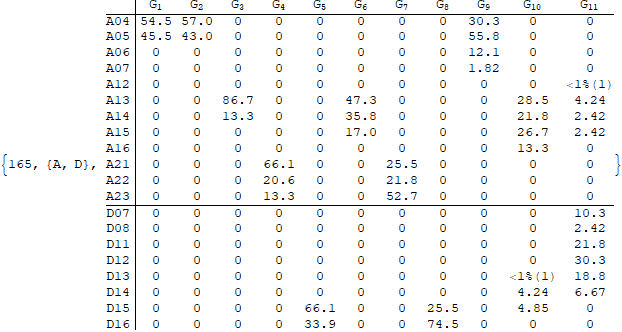 G₁ G₂ G₃ G₄ G₅ G₆ G₇ G₈ G₉ G₁₀ G₁₁
A04 54.5 57.0 0 0 0 0 0 0 30.3 0 0
A05 45.5 43.0 0 0 0 0 0 0 55.8 0 0
A06 0 0 0 0 0 0 0 0 12.1 0 0
A07 0 0 0 0 0 0 0 0 1.82 0 0
A12 0 0 0 0 0 0 0 0 0 0 <1%(1)
A13 0 0 86.7 0 0 47.3 0 0 0 28.5 4.24
A14 0 0 13.3 0 0 35.8 0 0 0 21.8 2.42
A15 0 0 0 0 0 17.0 0 0 0 26.7 2.42
A16 0 0 0 0 0 0 0 0 0 13.3 0
{165, {A, D}, A21 0 0 0 66.1 0 0 25.5 0 0 0 0 }
A22 0 0 0 20.6 0 0 21.8 0 0 0 0
A23 0 0 0 13.3 0 0 52.7 0 0 0 0
D07 0 0 0 0 0 0 0 0 0 0 10.3
D08 0 0 0 0 0 0 0 0 0 0 2.42
D11 0 0 0 0 0 0 0 0 0 0 21.8
D12 0 0 0 0 0 0 0 0 0 0 30.3
D13 0 0 0 0 0 0 0 0 0 <1%(1) 18.8
D14 0 0 0 0 0 0 0 0 0 4.24 6.67
D15 0 0 0 0 66.1 0 0 25.5 0 4.85 0
D16 0 0 0 0 33.9 0 0 74.5 0 0 0